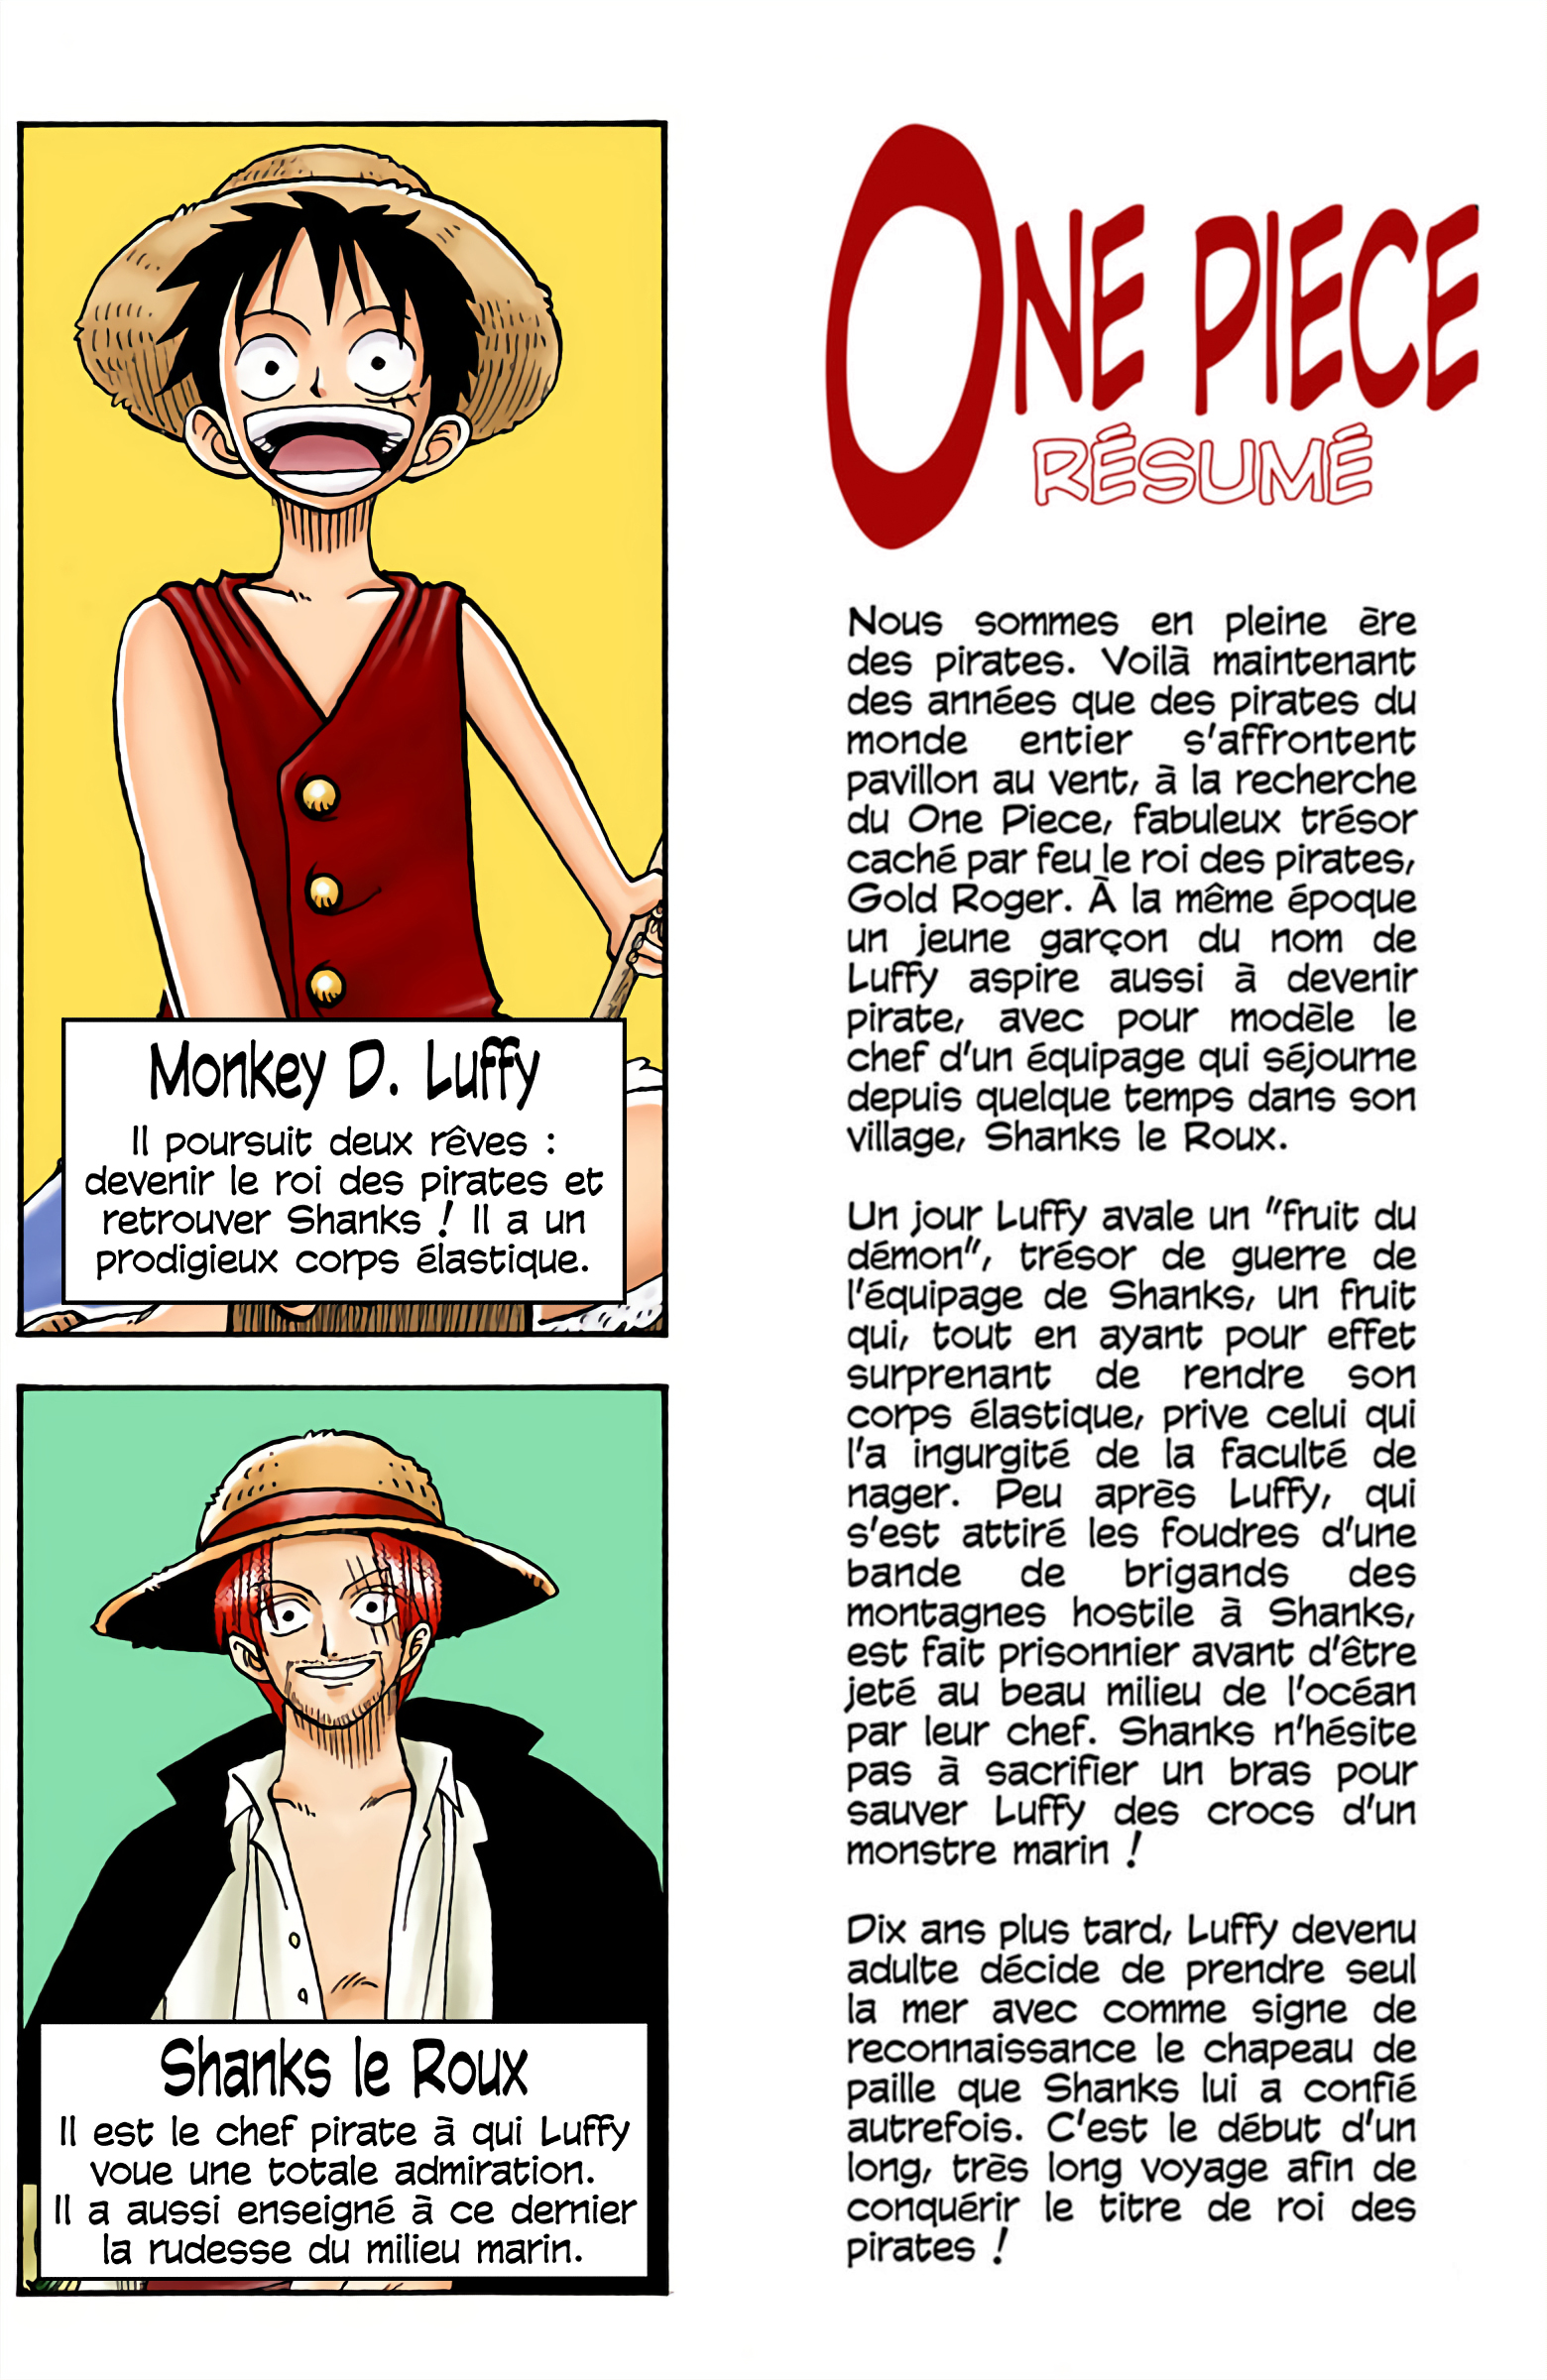 Monkey D. Luffy
Il poursuit deux rêves :
devenir le roi des pirates et
retrouver Shanks ! Il a un
prodigieux corps élastique.
Shanks le Roux
Il est le chef pirate à qui Luffy
voue une totale admiration.
Il a aussi enseigné à ce dernier
la rudesse du milieu marin.
ONE PIECE
RÉSUMÉ
Nous sommes en pleine ère
des pirates. Voilà maintenant
des années que des pirates du
monde entier s'affrontent
pavillon au vent, à la recherche
du One Piece, fabuleux trésor
caché par feu le roi des pirates,
Gold Roger. À la même époque
un jeune garçon du nom de
Luffy aspire aussi à devenir
pirate, avec pour modèle le
chef d'un équipage qui séjourne
depuis quelque temps dans son
village, Shanks le Roux.
Un jour Luffy avale un "fruit du
démon", trésor de guerre de
l'équipage de Shanks, un fruit
qui, tout en ayant pour effet
surprenant de rendre son
corps élastique, prive celui qui
l'a ingurgité de la faculté de
nager. Peu après Luffy, qui
s'est attiré les foudres d'une
bande de brigands des
montagnes hostile à Shanks,
est fait prisonnier avant d'être
jeté au beau milieu de l'océan
par leur chef. Shanks n'hésite
pas à sacrifier un bras pour
sauver Luffy des crocs d'un
monstre marin !
Dix ans plus tard, Luffy devenu
adulte décide de prendre seul
la mer avec comme signe de
reconnaissance le chapeau de
paille que Shanks lui a confié
autrefois. C'est le début d'un
long, très long voyage afin de
conquérir le titre de roi des
pirates !